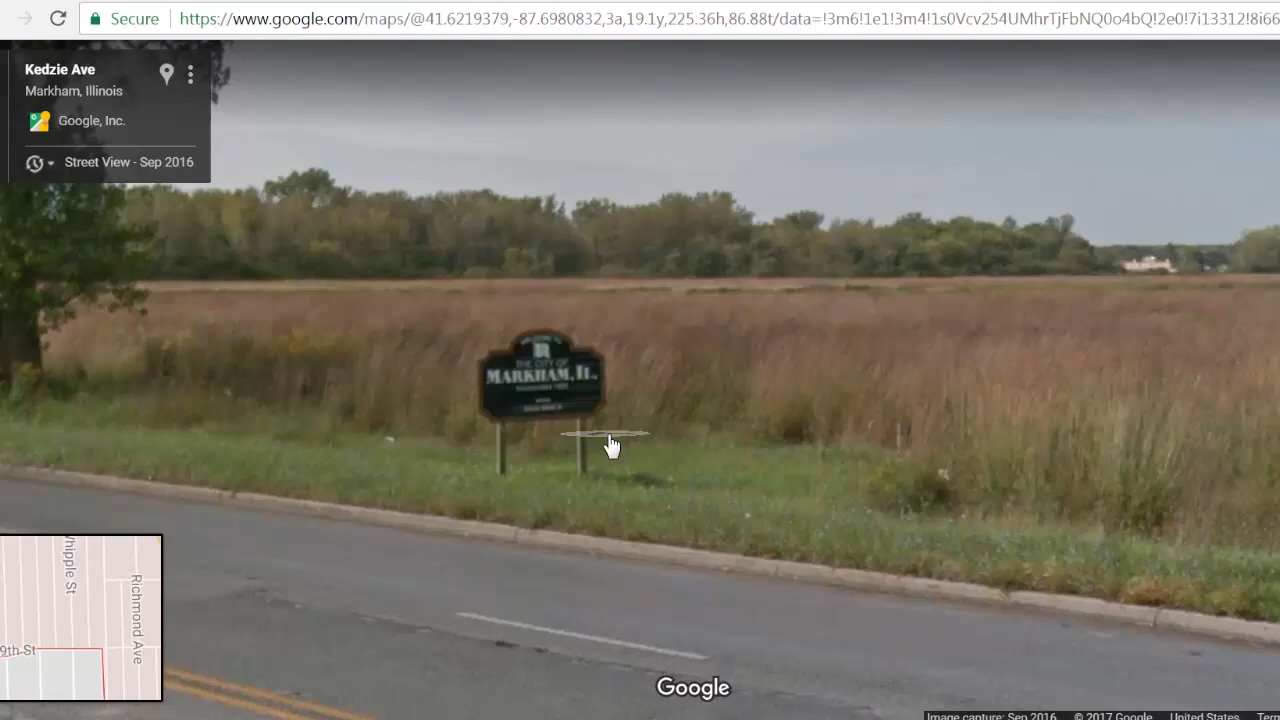 Secure
https://www.google.com/maps/@41.6219379,-87.6980832,3a,19.1y,225.36h,86.8t/data=!3m6!1e1!3m4!1s0Vcv254UMhrTjFbNQ0o4bQ!2e0!7i13312!8i66
Kedzie Ave
Markham, Illinois
Google, Inc.
Street View - Sep 2016
THE CITY OF
MARKHAM, IL.
Whipple St
Richmond Ave
9th St
Google
Image capture: Sep 2016 © 2017 Google United States Ter